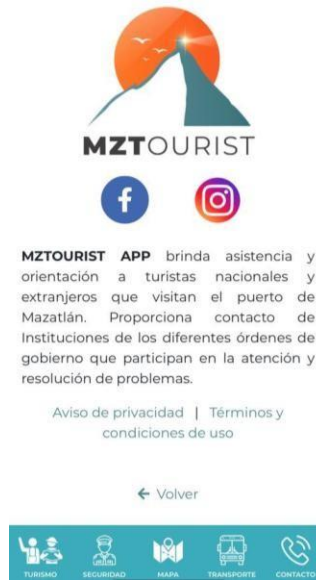 MZTOURIST
MZTOURIST APP brinda asistencia y
orientación a turistas nacionales y
extranjeros que visitan el puerto de
Mazatlán. Proporciona contacto de
Instituciones de los diferentes órdenes de
gobierno que participan en la atención y
resolución de problemas.
Aviso de privacidad | Términos y
condiciones de uso
← Volver
TURISMO SEGURIDAD MAPA TRANSPORTE CONTACTO